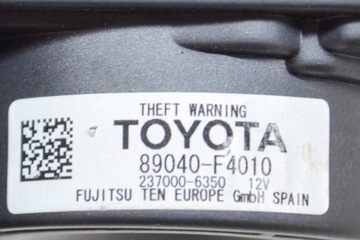 THEFT WARNING
TOYOTA
89040-F4010
237000-6350 12V
FUJITSU TEN EUROPE GmbH SPAIN